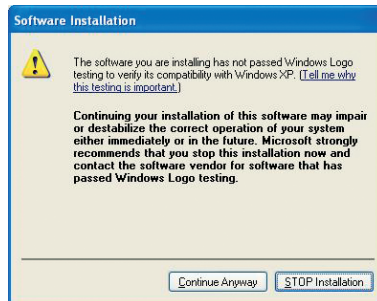 Software Installation
The software you are installing has not passed Windows Logo
testing to verify its compatibility with Windows XP. (Tell me why
this testing is important.)
Continuing your installation of this software may impair
or destabilize the correct operation of your system
either immediately or in the future. Microsoft strongly
recommends that you stop this installation now and
contact the software vendor for software that has
passed Windows Logo testing.
Continue Anyway
STOP Installation